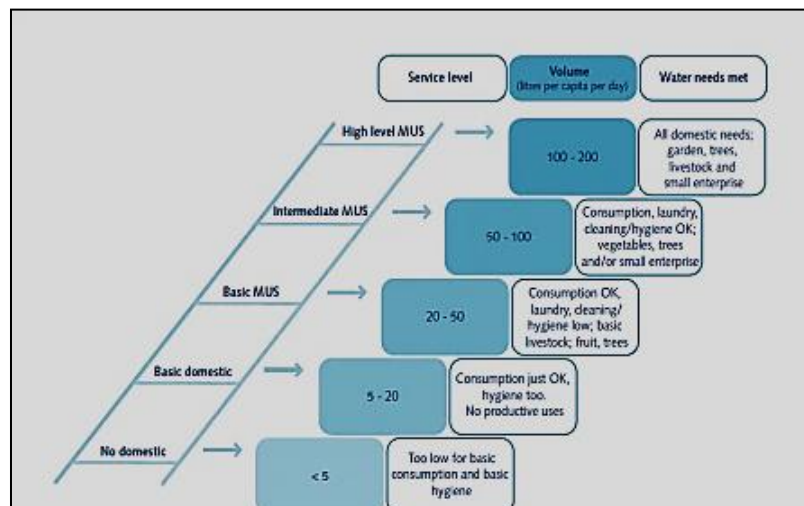 Service level
Volume
(litres per capita per day)
Water needs met
High level MUS
100 - 200
All domestic needs;
garden, trees,
livestock and
small enterprise
Intermediate MUS
50 - 100
Consumption, laundry,
cleaning/hygiene OK;
vegetables, trees
and/or small enterprise
Basic MUS
20 - 50
Consumption OK,
laundry, cleaning/
hygiene low; basic
livestock; fruit, trees
Basic domestic
5 - 20
Consumption just OK,
hygiene too.
No productive uses
No domestic
< 5
Too low for basic
consumption and basic
hygiene